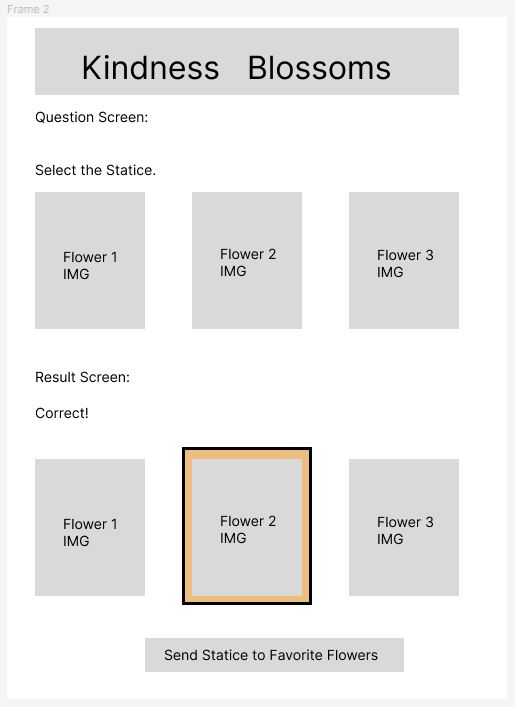 Frame 2
Kindness Blossoms
Question Screen:
Select the Statice.
Flower 1
IMG
Flower 2
IMG
Flower 3
IMG
Result Screen:
Correct!
Flower 1
IMG
Flower 2
IMG
Flower 3
IMG
Send Statice to Favorite Flowers